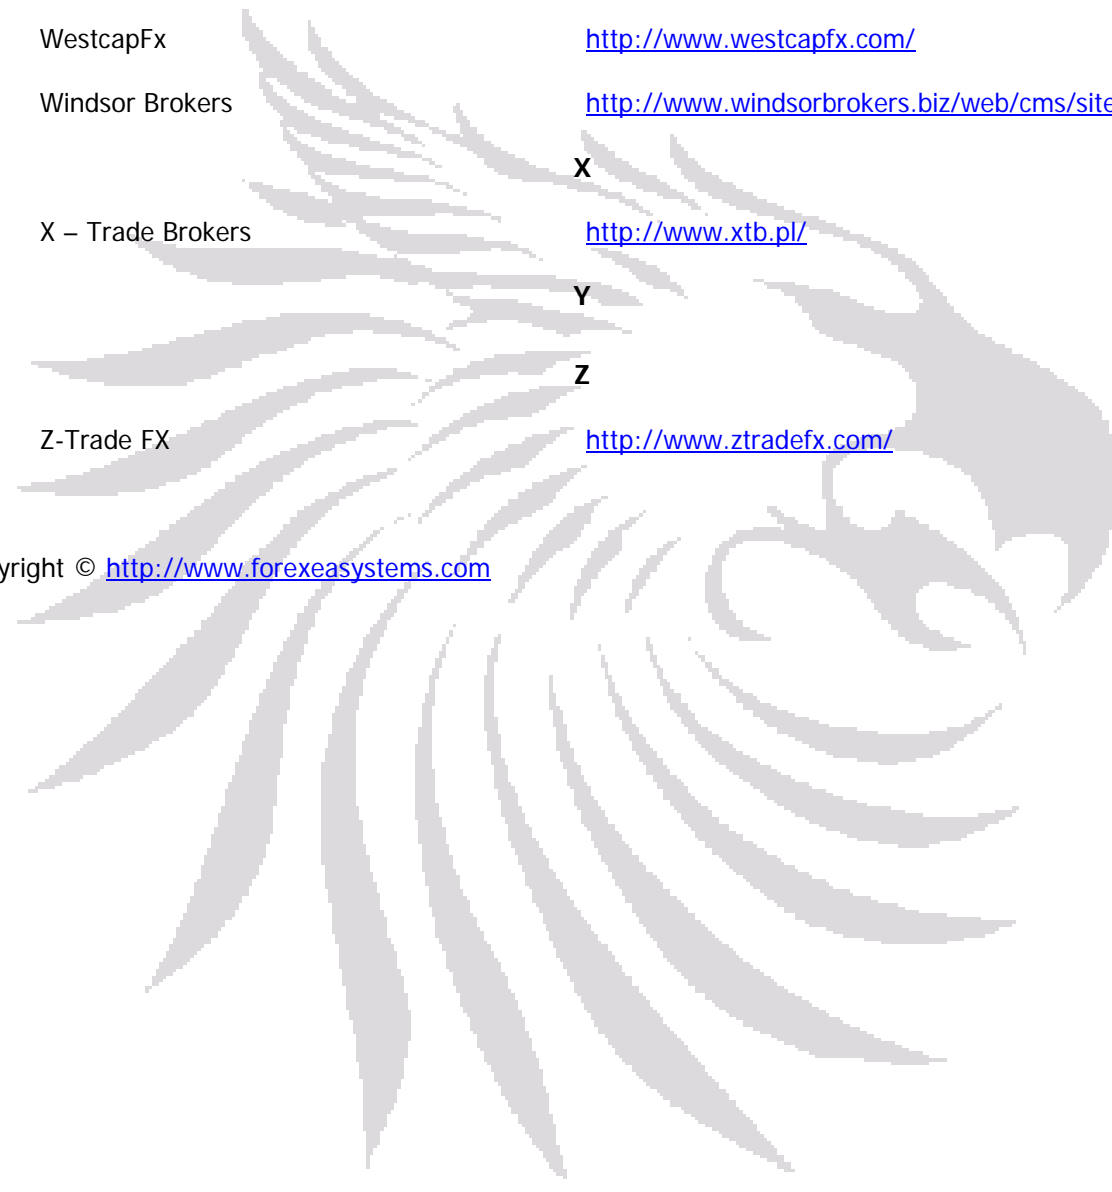 WestcapFx http://www.westcapfx.com/
Windsor Brokers http://www.windsorbrokers.biz/web/cms/site
X
X – Trade Brokers http://www.xtb.pl/
Y
Z
Z-Trade FX http://www.ztradefx.com/
yright © http://www.forexeasystems.com